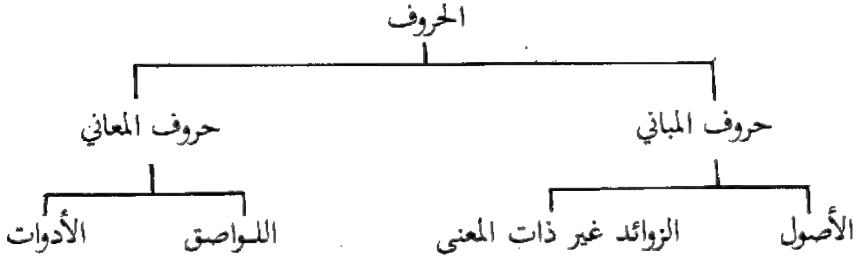 الحروف
حروف المباني حروف المعاني
الأصول الزوائد غير ذات المعنى اللواصق الأدوات